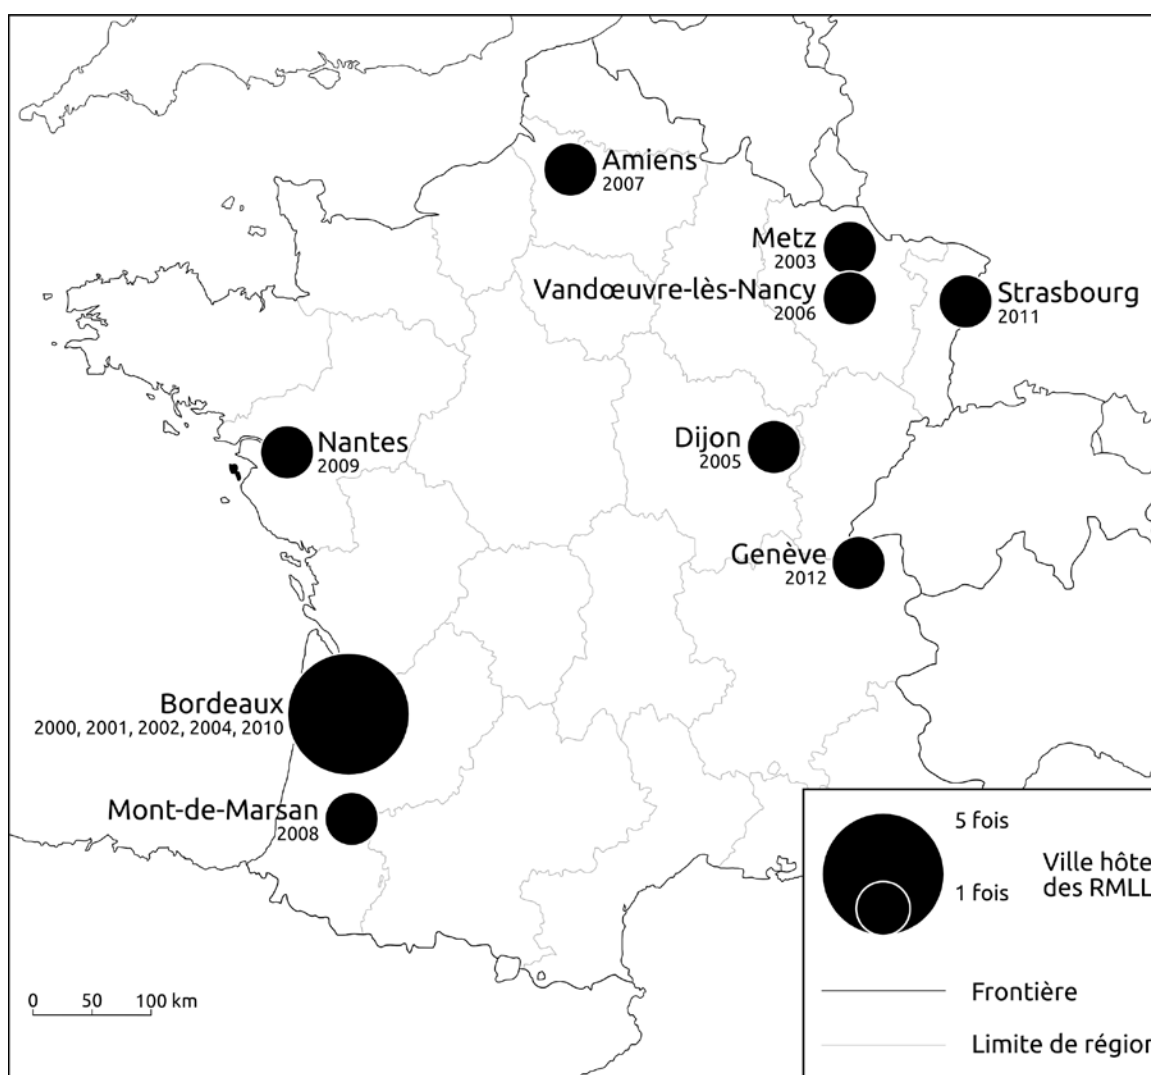 Amiens
2007
Metz
2003
Vandœuvre-lès-Nancy
2006
Strasbourg
2011
Nantes
2009
Dijon
2005
Genève
2012
Bordeaux
2000, 2001, 2002, 2004, 2010
Mont-de-Marsan
2008
5 fois
1 fois
Ville hôte
des RMLL
Frontière
Limite de région
0 50 100 km